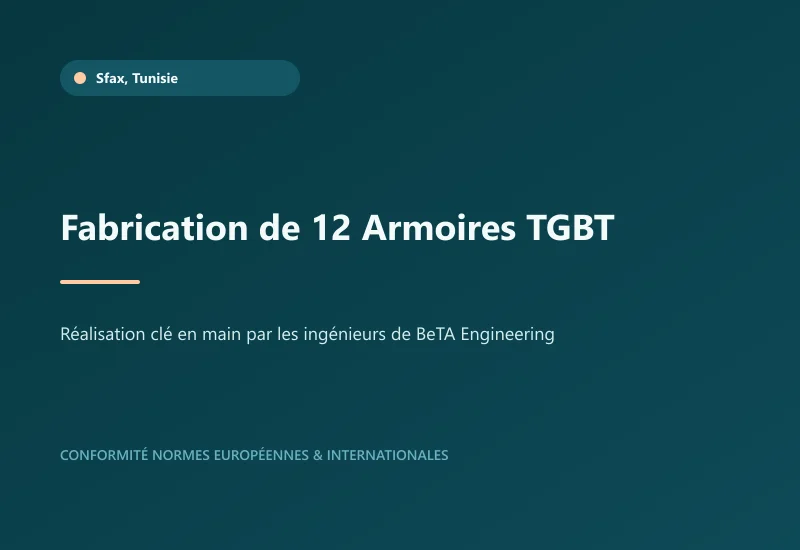 Sfax, Tunisie
Fabrication de 12 Armoires TGBT
Réalisation clé en main par les ingénieurs de BeTA Engineering
CONFORMITÉ NORMES EUROPÉENNES & INTERNATIONALES